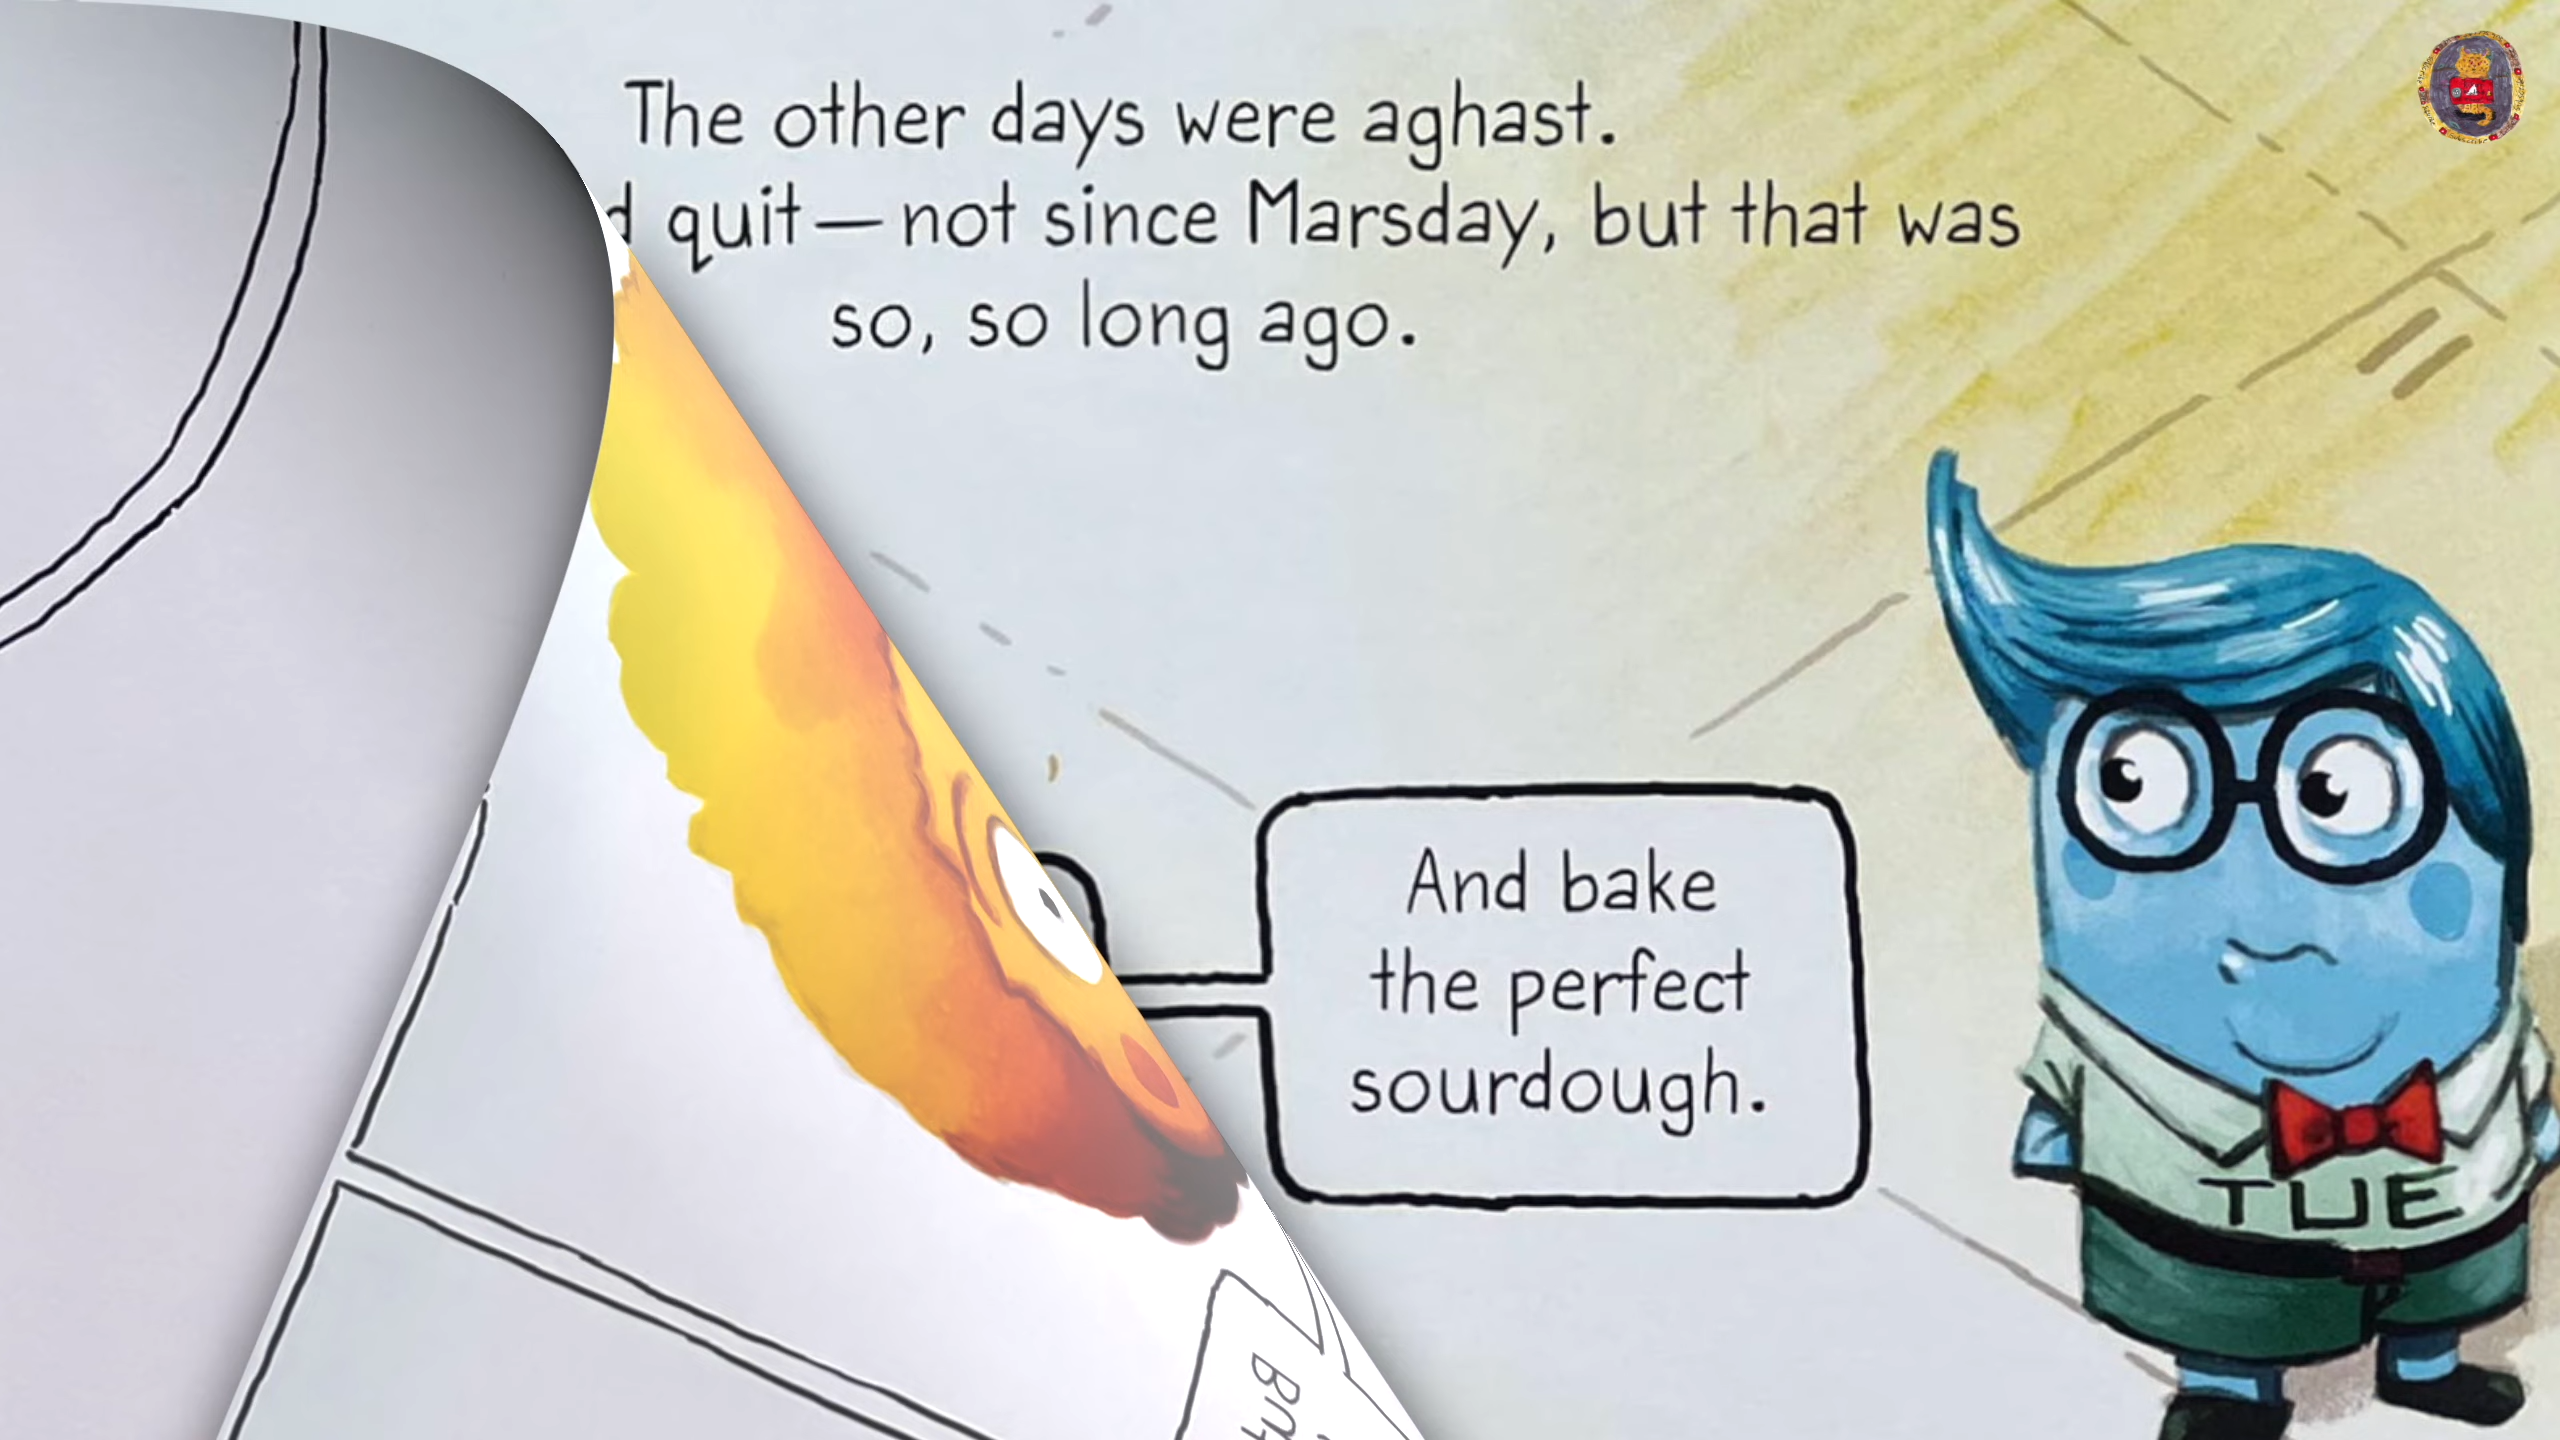 The other days were aghast.
quit—not since Marsday, but that was
so, so long ago.
And bake
the perfect
sourdough.
TUE